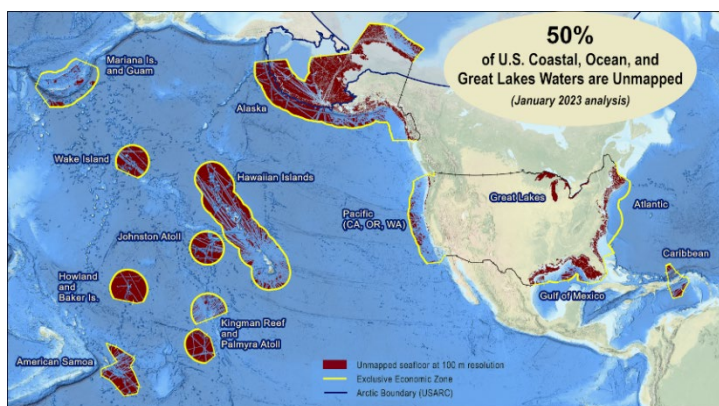 50%
of U.S. Coastal, Ocean, and
Great Lakes Waters are Unmapped
(January 2023 analysis)
Mariana Is.
and Guam
Alaska
Wake Island
Hawaiian Islands
Johnston Atoll
Howland
and
Baker Is.
Kingman Reef
and
Palmyra Atoll
American Samoa
Pacific
(CA, OR, WA)
Great Lakes
Atlantic
Caribbean
Gulf of Mexico
Unmapped seafloor at 100 m resolution
Exclusive Economic Zone
Arctic Boundary (USARC)